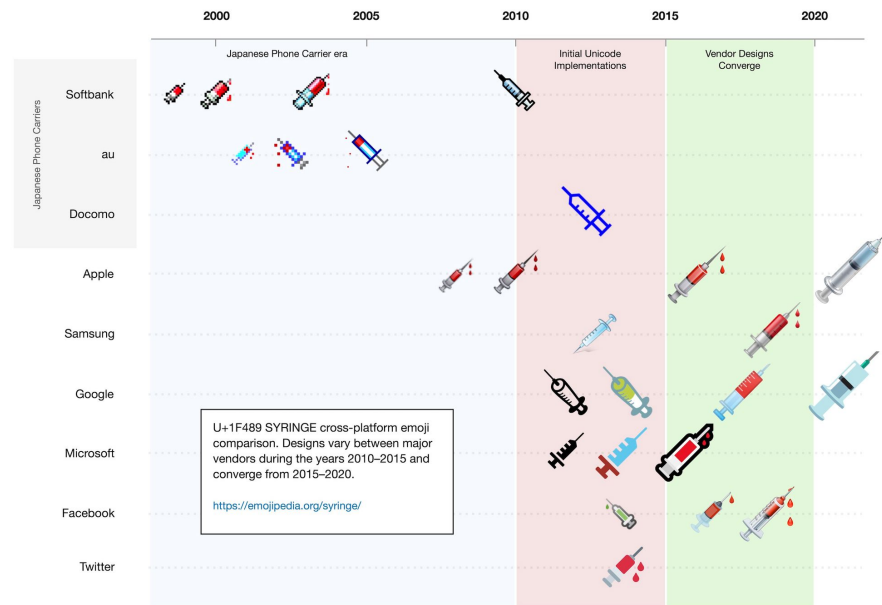 2000 2005 2010 2015 2020
Japanese Phone Carrier era
Initial Unicode
Implementations
Vendor Designs
Converge
Japanese Phone Carriers
Softbank
au
Docomo
Apple
Samsung
Google
Microsoft
Facebook
Twitter
U+1F489 SYRINGE cross-platform emoji
comparison. Designs vary between major
vendors during the years 2010–2015 and
converge from 2015–2020.
https://emojipedia.org/syringe/